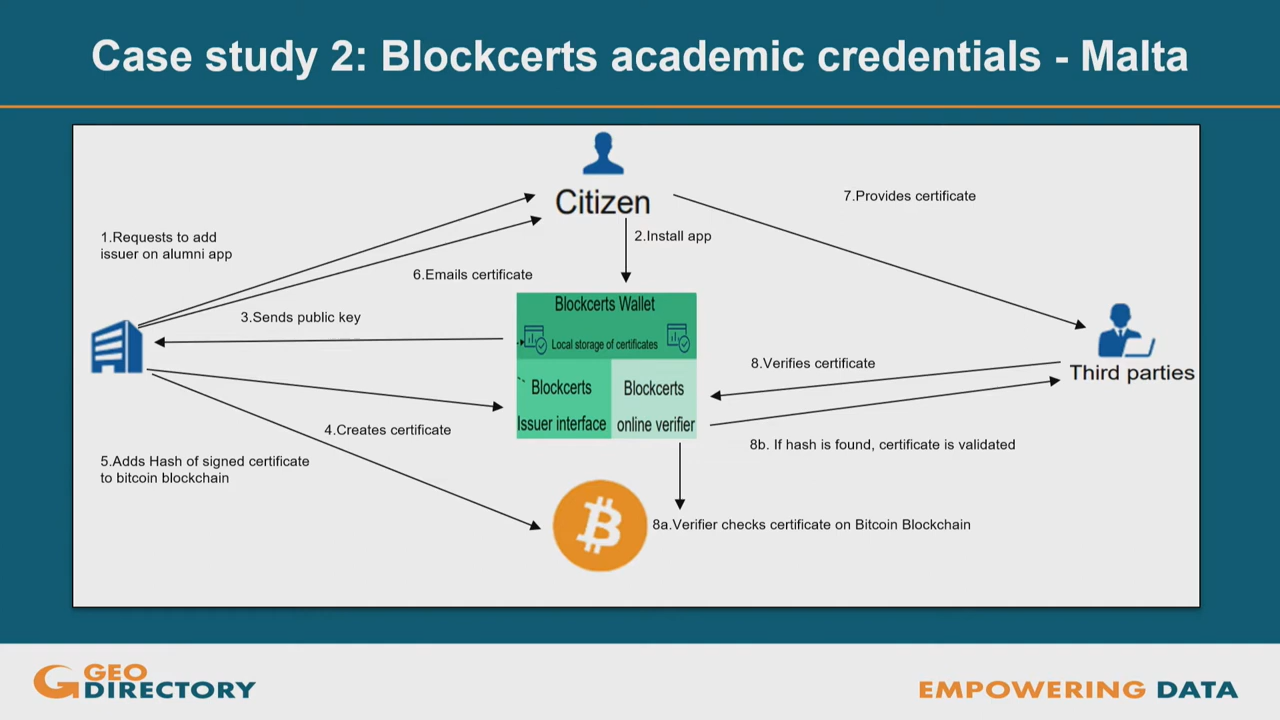 Case study 2: Blockcerts academic credentials - Malta
Citizen
7.Provides certificate
1.Requests to add
issuer on alumni app
2.Install app
6.Emails certificate
3.Sends public key
Blockcerts Wallet
Local storage of certificates
Blockcerts
Issuer interface
Blockcerts
online verifier
8.Verifies certificate
Third parties
4.Creates certificate
8b. If hash is found, certificate is validated
5.Adds Hash of signed certificate
to bitcoin blockchain
8a.Verifier checks certificate on Bitcoin Blockchain
GEO
DIRECTORY
EMPOWERING DATA